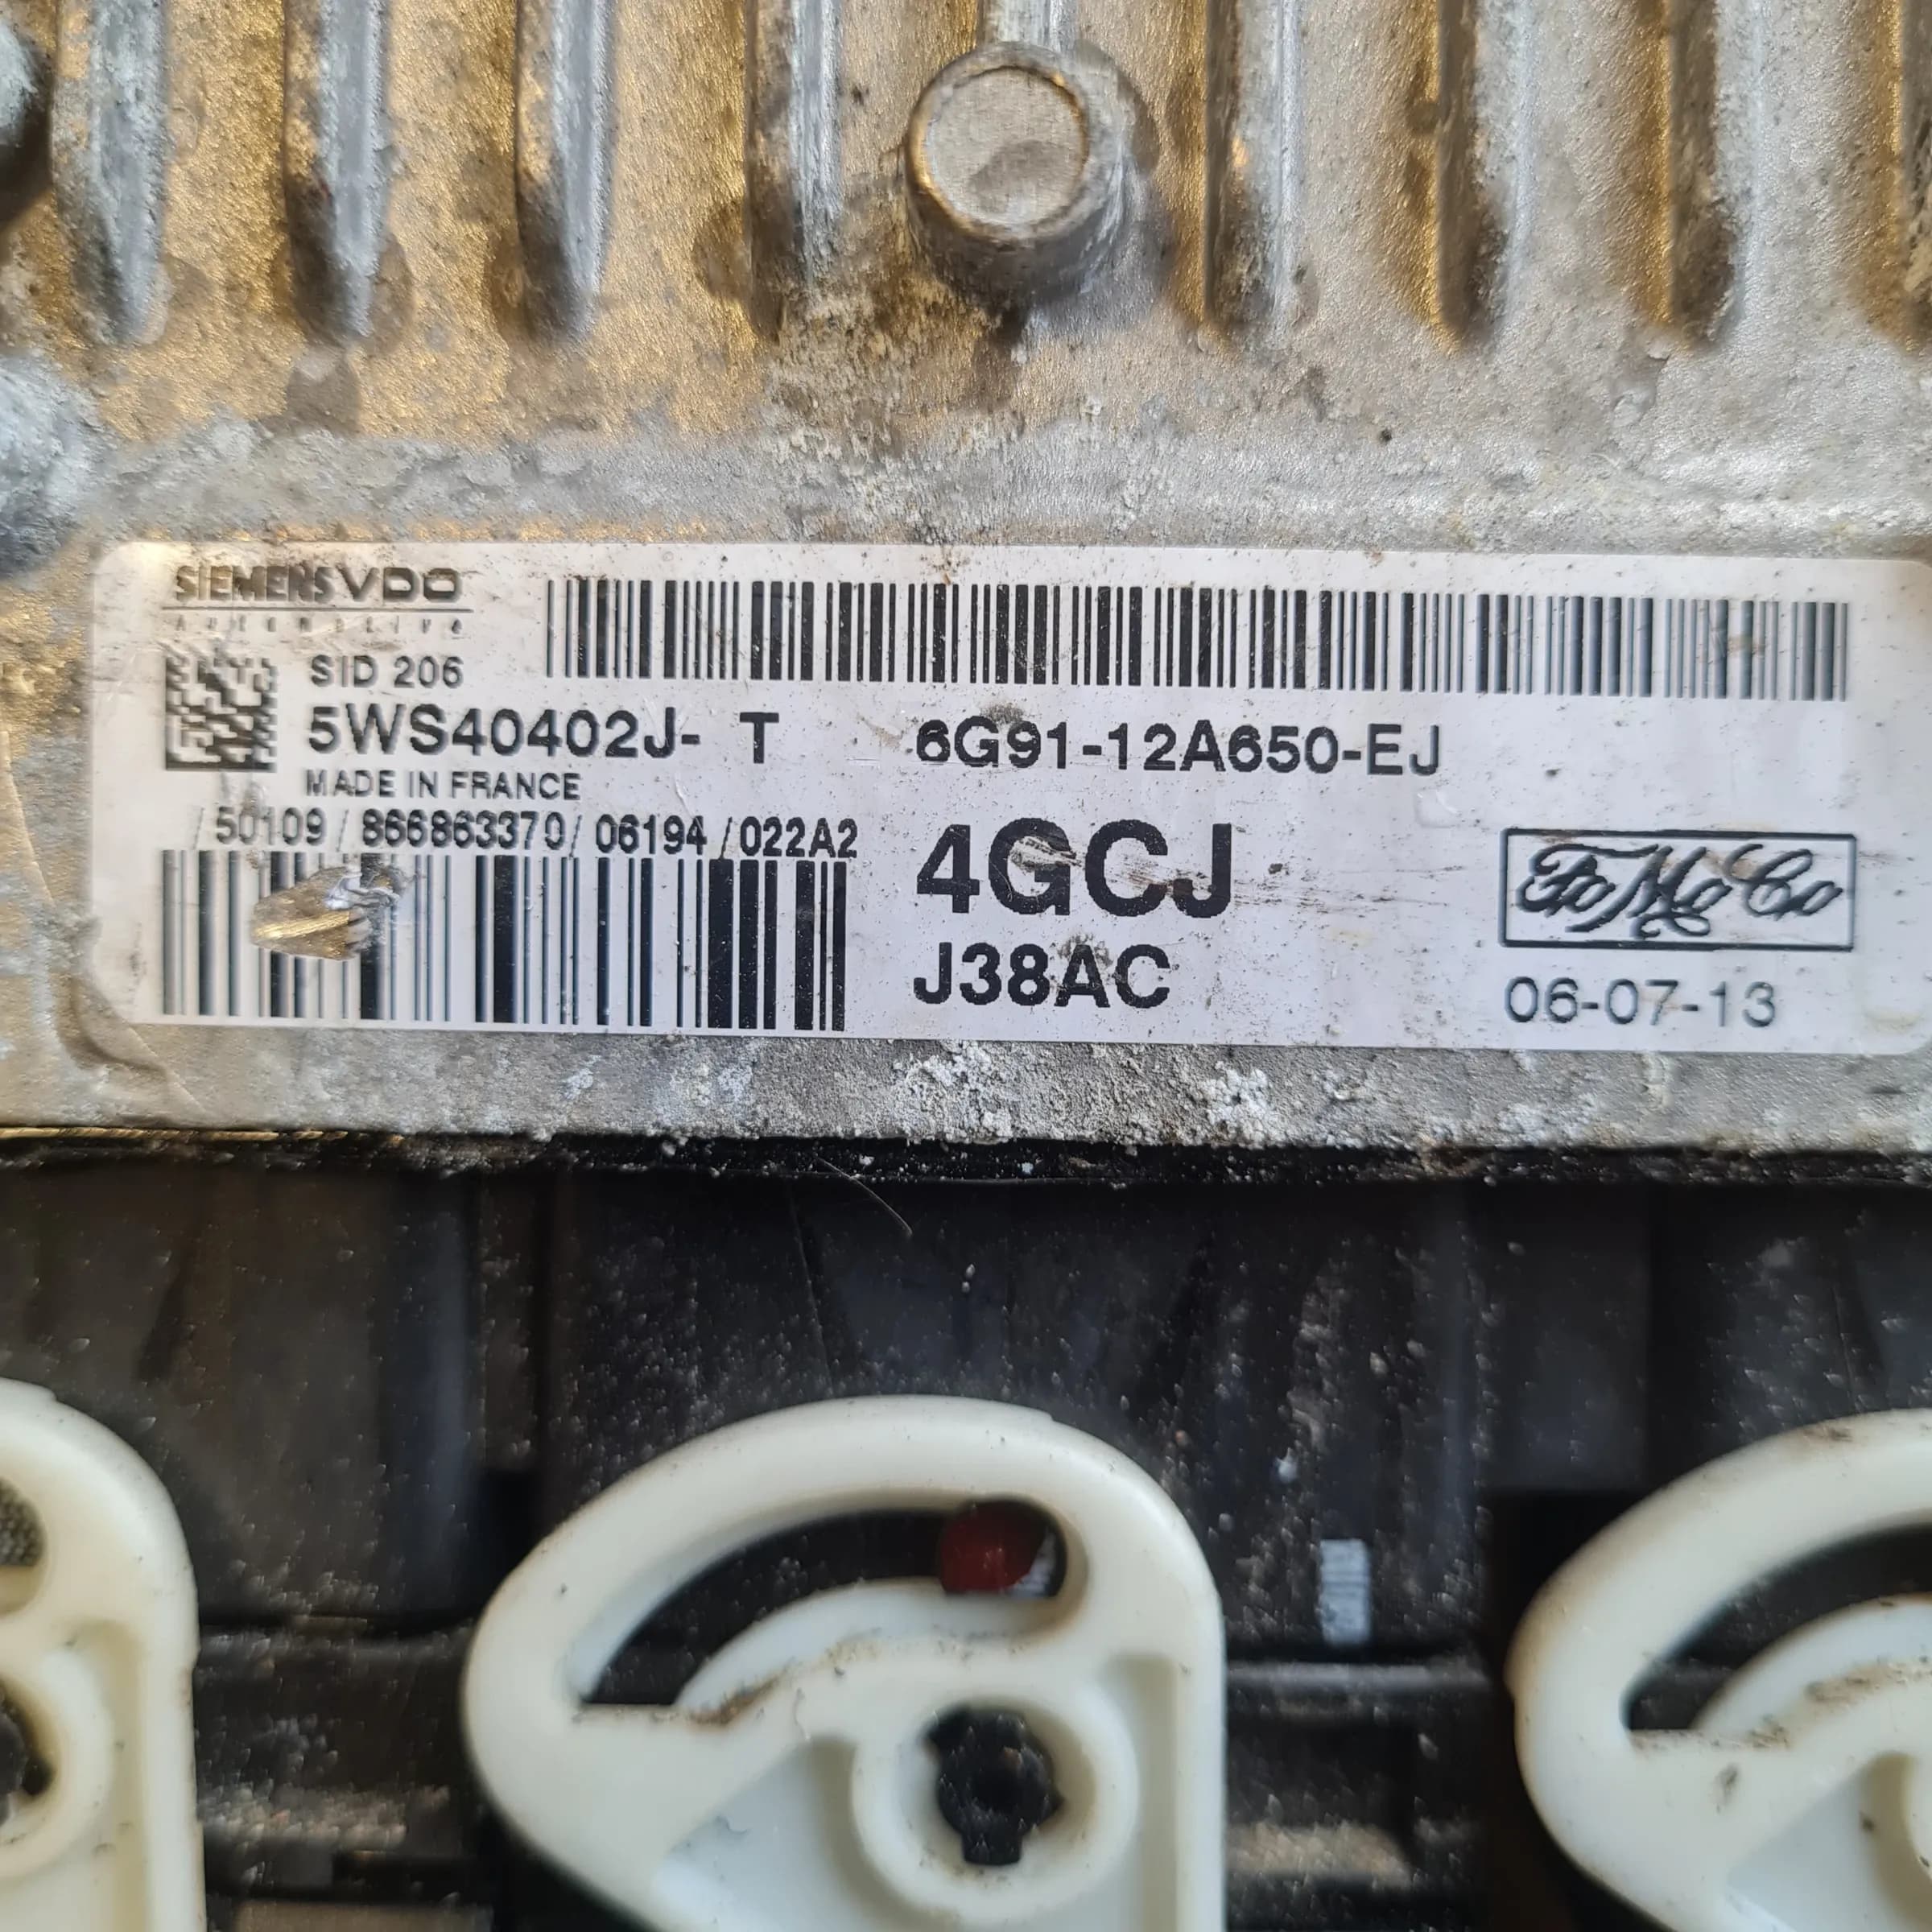 SIEMENS VDO
Automotive
SID 206
5WS40402J- T 6G91-12A650-EJ
MADE IN FRANCE
/ 50109 / 866863370 / 06194 / 022A2
4GCJ
J38AC
FoMoCo
06-07-13